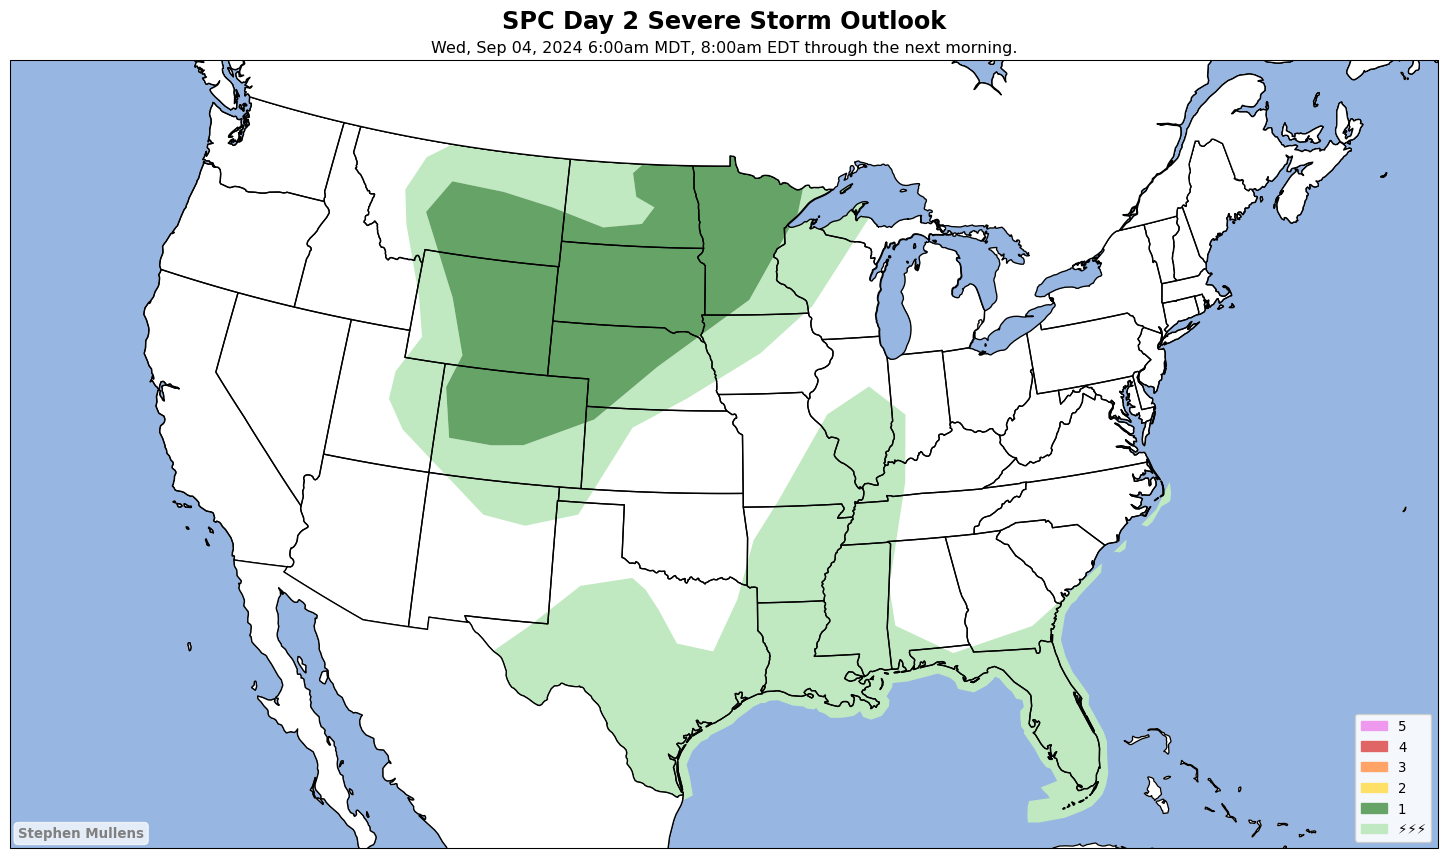 SPC Day 2 Severe Storm Outlook
Wed, Sep 04, 2024 6:00am MDT, 8:00am EDT through the next morning.
5
4
3
2
1
⚡⚡⚡
Stephen Mullens